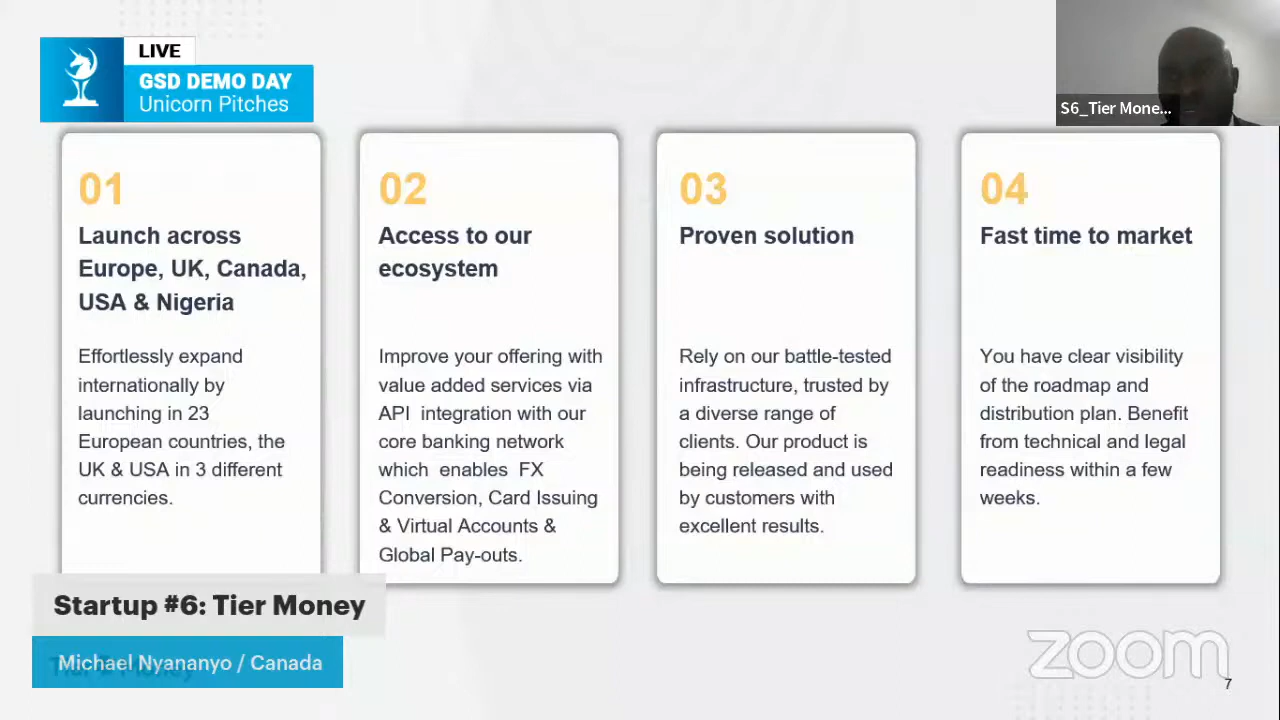 LIVE
GSD DEMO DAY
Unicorn Pitches
S6_Tier Mone...
01
Launch across
Europe, UK, Canada,
USA & Nigeria
Effortlessly expand
internationally by
launching in 23
European countries, the
UK & USA in 3 different
currencies.
02
Access to our
ecosystem
Improve your offering with
value added services via
API integration with our
core banking network
which enables FX
Conversion, Card Issuing
& Virtual Accounts &
Global Pay-outs.
03
Proven solution
Rely on our battle-tested
infrastructure, trusted by
a diverse range of
clients. Our product is
being released and used
by customers with
excellent results.
04
Fast time to market
You have clear visibility
of the roadmap and
distribution plan. Benefit
from technical and legal
readiness within a few
weeks.
Startup #6: Tier Money
Michael Nyananyo / Canada
zoom
7